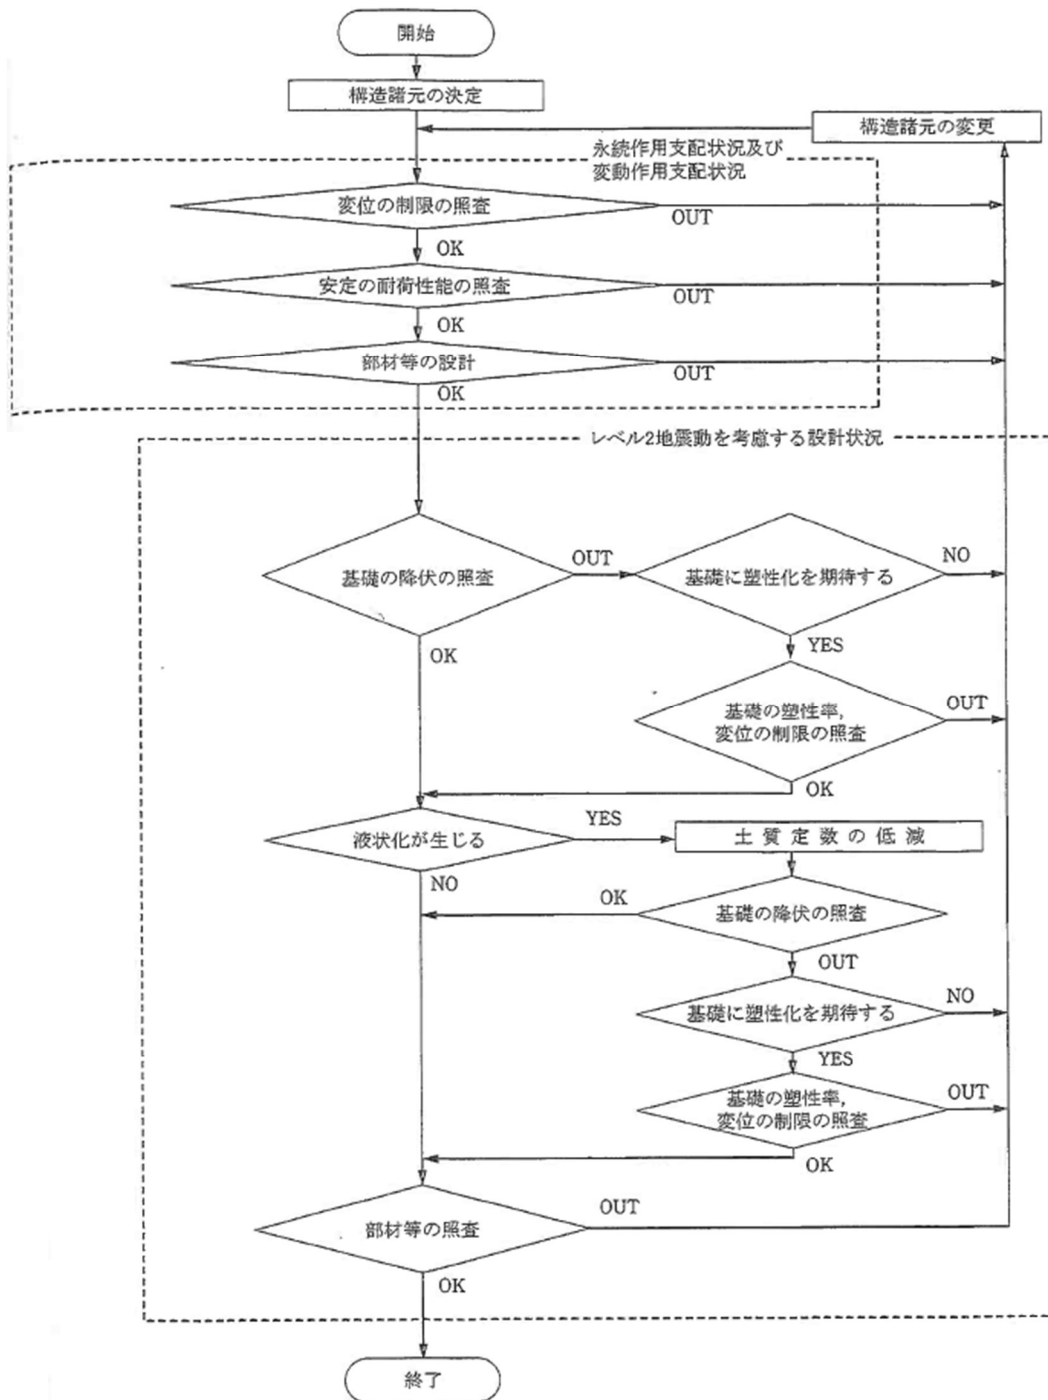 開始
構造諸元の決定
構造諸元の変更
永続作用支配状況及び
変動作用支配状況
変位の制限の照査
OUT
OK
安定の耐荷性能の照査
OUT
OK
部材等の設計
OUT
OK
レベル2地震動を考慮する設計状況
基礎の降伏の照査
OUT
基礎に塑性化を期待する
NO
OK
YES
基礎の塑性率,
変位の制限の照査
OUT
OK
液状化が生じる
YES
土質定数の低減
NO
OK
基礎の降伏の照査
OUT
基礎に塑性化を期待する
NO
YES
基礎の塑性率,
変位の制限の照査
OUT
OK
部材等の照査
OUT
OK
終了